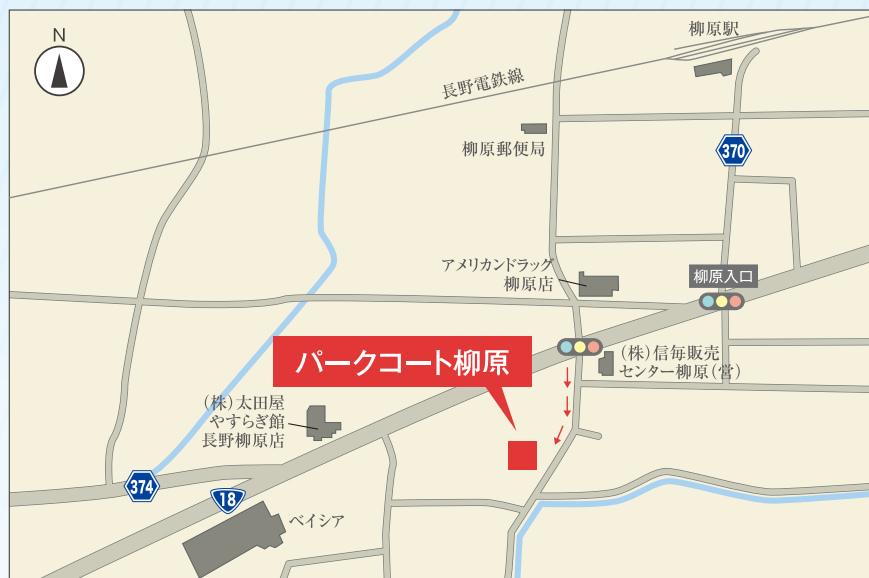 N
柳原駅
長野電鉄線
柳原郵便局
370
アメリカンドラッグ
柳原店
柳原入口
パークコート柳原
(株)信毎販売
センター柳原(営)
(株)太田屋
やすらぎ館
長野柳原店
374
18
ベイシア